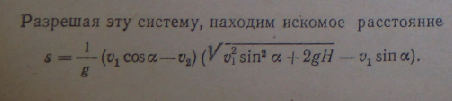 Разрешая эту систему, находим искомое расстояние
s = 1/g (v₁ cos α — v₂) (√(v₁² sin² α + 2gH) — v₁ sin α).